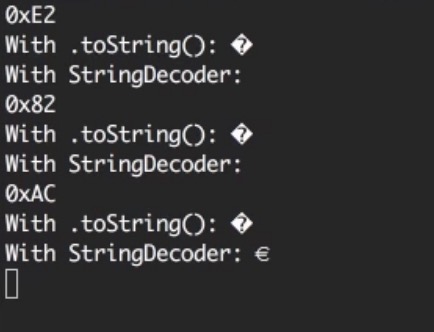 0xE2
With .toString(): �
With StringDecoder:
0x82
With .toString(): �
With StringDecoder:
0xAC
With .toString(): �
With StringDecoder: €